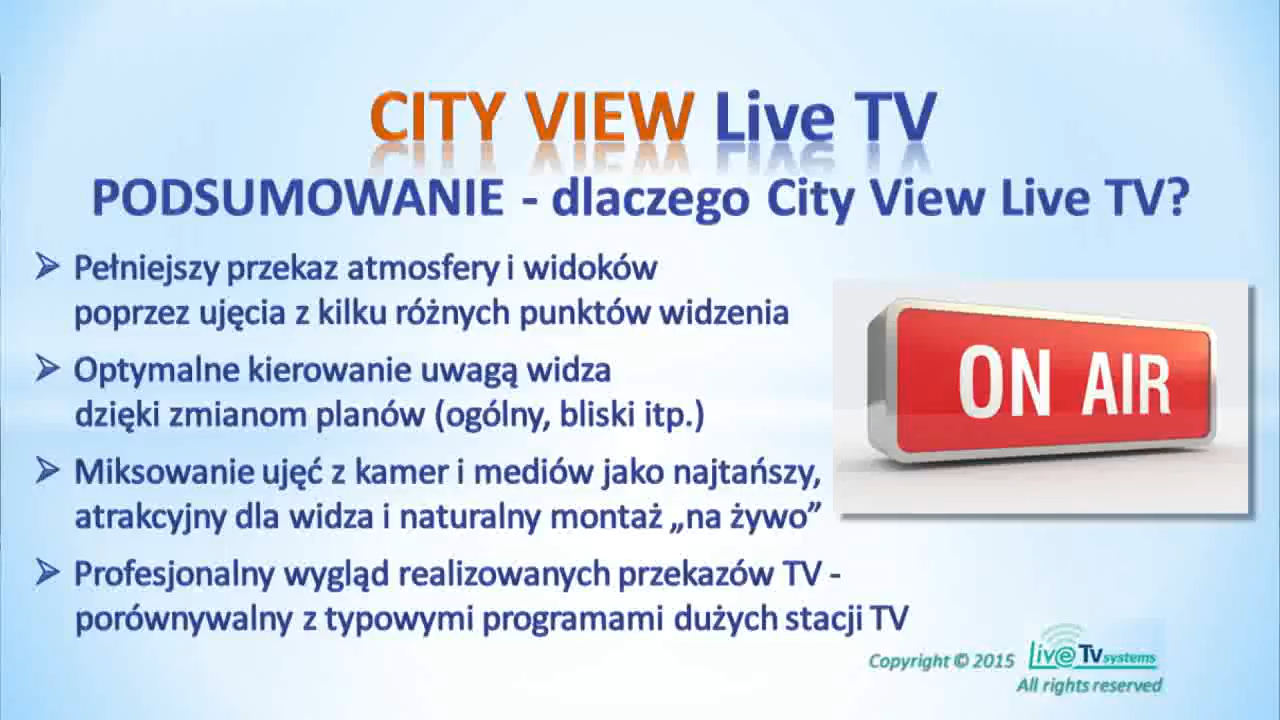 CITY VIEW Live TV
PODSUMOWANIE - dlaczego City View Live TV?
Pełniejszy przekaz atmosfery i widoków
poprzez ujęcia z kilku różnych punktów widzenia
Optymalne kierowanie uwagą widza
dzięki zmianom planów (ogólny, bliski itp.)
Miksowanie ujęć z kamer i mediów jako najtańszy,
atrakcyjny dla widza i naturalny montaż „na żywo”
Profesjonalny wygląd realizowanych przekazów TV -
porównywalny z typowymi programami dużych stacji TV
ON AIR
Copyright © 2015 Live TV systems
All rights reserved